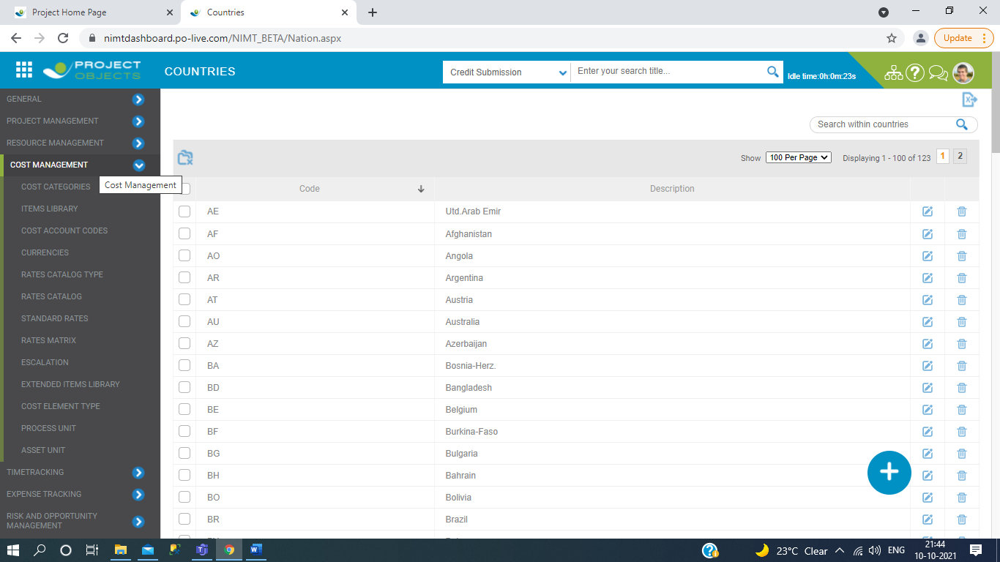 Project Home Page
Countries
nimtdashboard.po-live.com/NIMT_BETA/Nation.aspx
Update
PROJECT
OBJECTS
COUNTRIES
Credit Submission
Enter your search title...
Idle time:0h:0m:23s
GENERAL
PROJECT MANAGEMENT
RESOURCE MANAGEMENT
COST MANAGEMENT
COST CATEGORIES
Cost Management
ITEMS LIBRARY
COST ACCOUNT CODES
CURRENCIES
RATES CATALOG TYPE
RATES CATALOG
STANDARD RATES
RATES MATRIX
ESCALATION
EXTENDED ITEMS LIBRARY
COST ELEMENT TYPE
PROCESS UNIT
ASSET UNIT
TIMETRACKING
EXPENSE TRACKING
RISK AND OPPORTUNITY
MANAGEMENT
Search within countries
Show 100 Per Page Displaying 1 - 100 of 123 1 2
Code Description
AE Utd.Arab Emir
AF Afghanistan
AO Angola
AR Argentina
AT Austria
AU Australia
AZ Azerbaijan
BA Bosnia-Herz.
BD Bangladesh
BE Belgium
BF Burkina-Faso
BG Bulgaria
BH Bahrain
BO Bolivia
BR Brazil
23°C Clear
ENG
21:44
10-10-2021